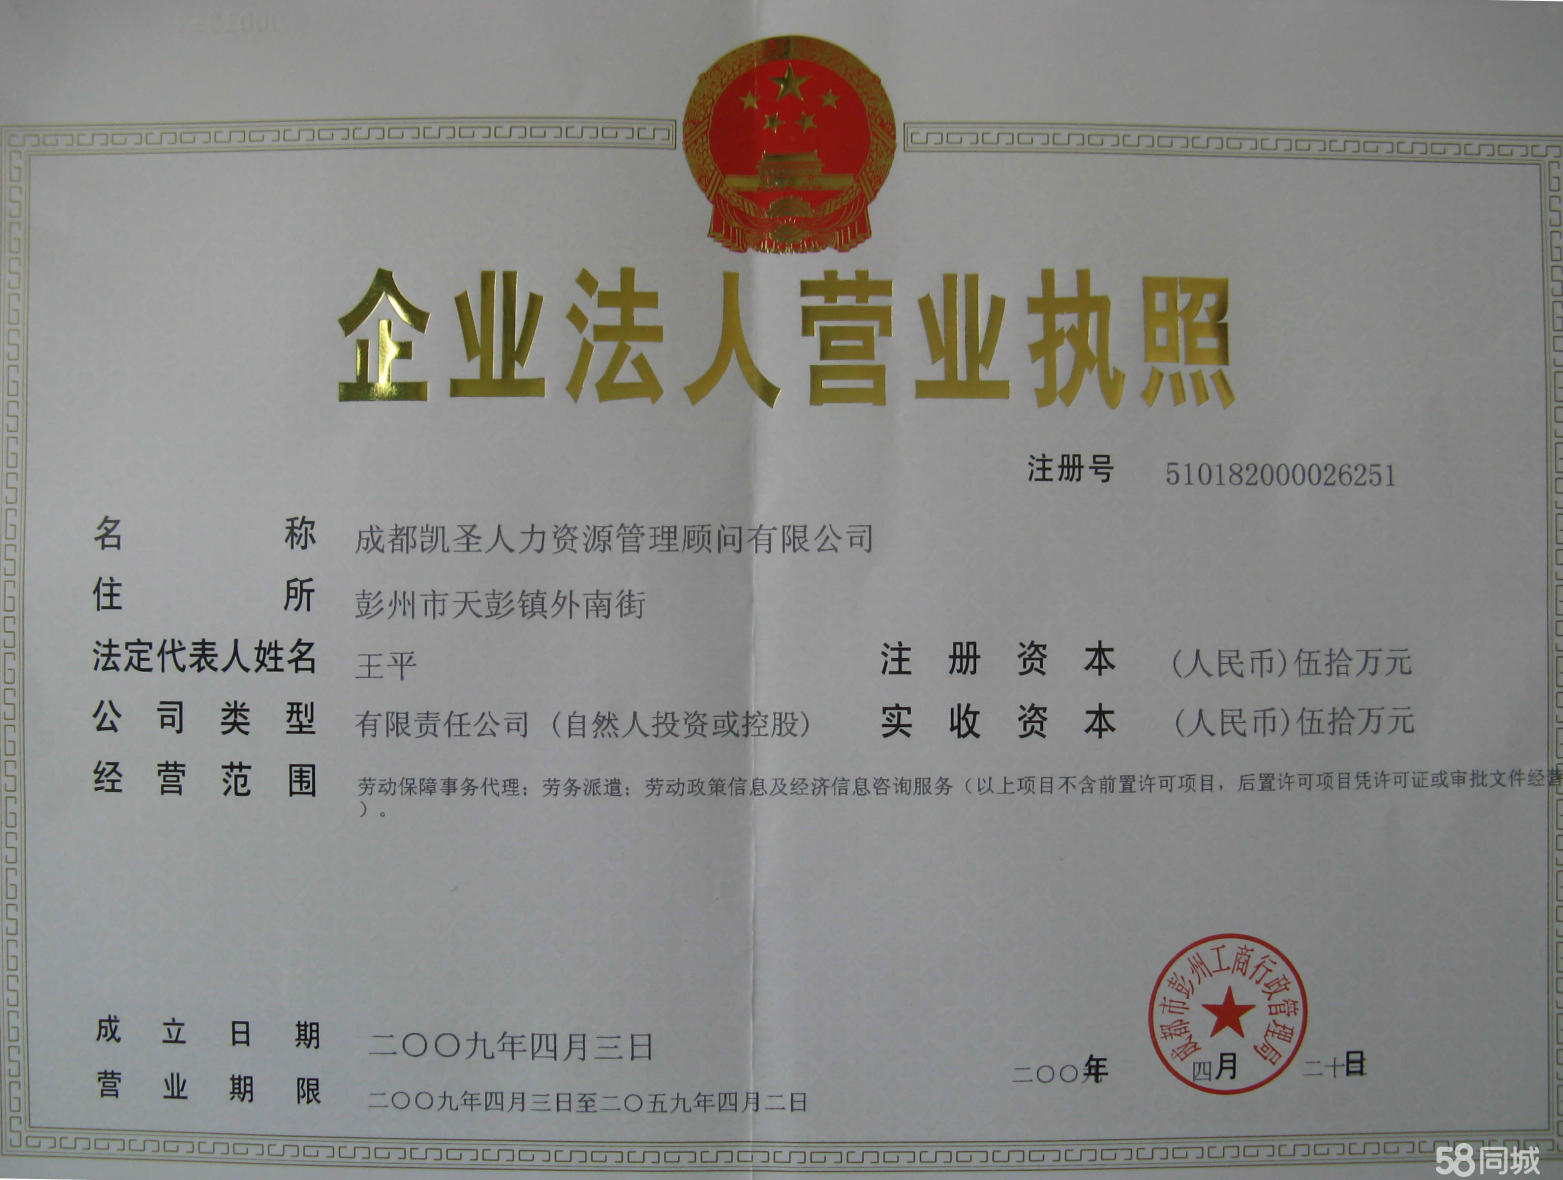 企业法人营业执照
注册号 510182000026251
名称 成都凯圣人力资源管理顾问有限公司
住所 彭州市天彭镇外南街
法定代表人姓名 王平 注册资本 (人民币)伍拾万元
公司类型 有限责任公司 (自然人投资或控股) 实收资本 (人民币)伍拾万元
经营范围 劳动保障事务代理；劳务派遣；劳动政策信息及经济信息咨询服务（以上项目不含前置许可项目，后置许可项目凭许可证或审批文件经营
）。
成立日期 二〇〇九年四月三日
营业期限 二〇〇九年四月三日至二〇五九年四月二日
成都市彭州工商行政管理局
二〇〇九年 四月 二十日
58同城